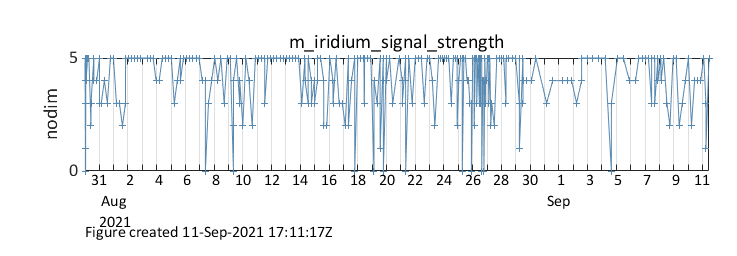 m_iridium_signal_strength
5
nodim
0
31 2 4 6 8 10 12 14 16 18 20 22 24 26 28 30 1 3 5 7 9 11
Aug Sep
2021
Figure created 11-Sep-2021 17:11:17Z